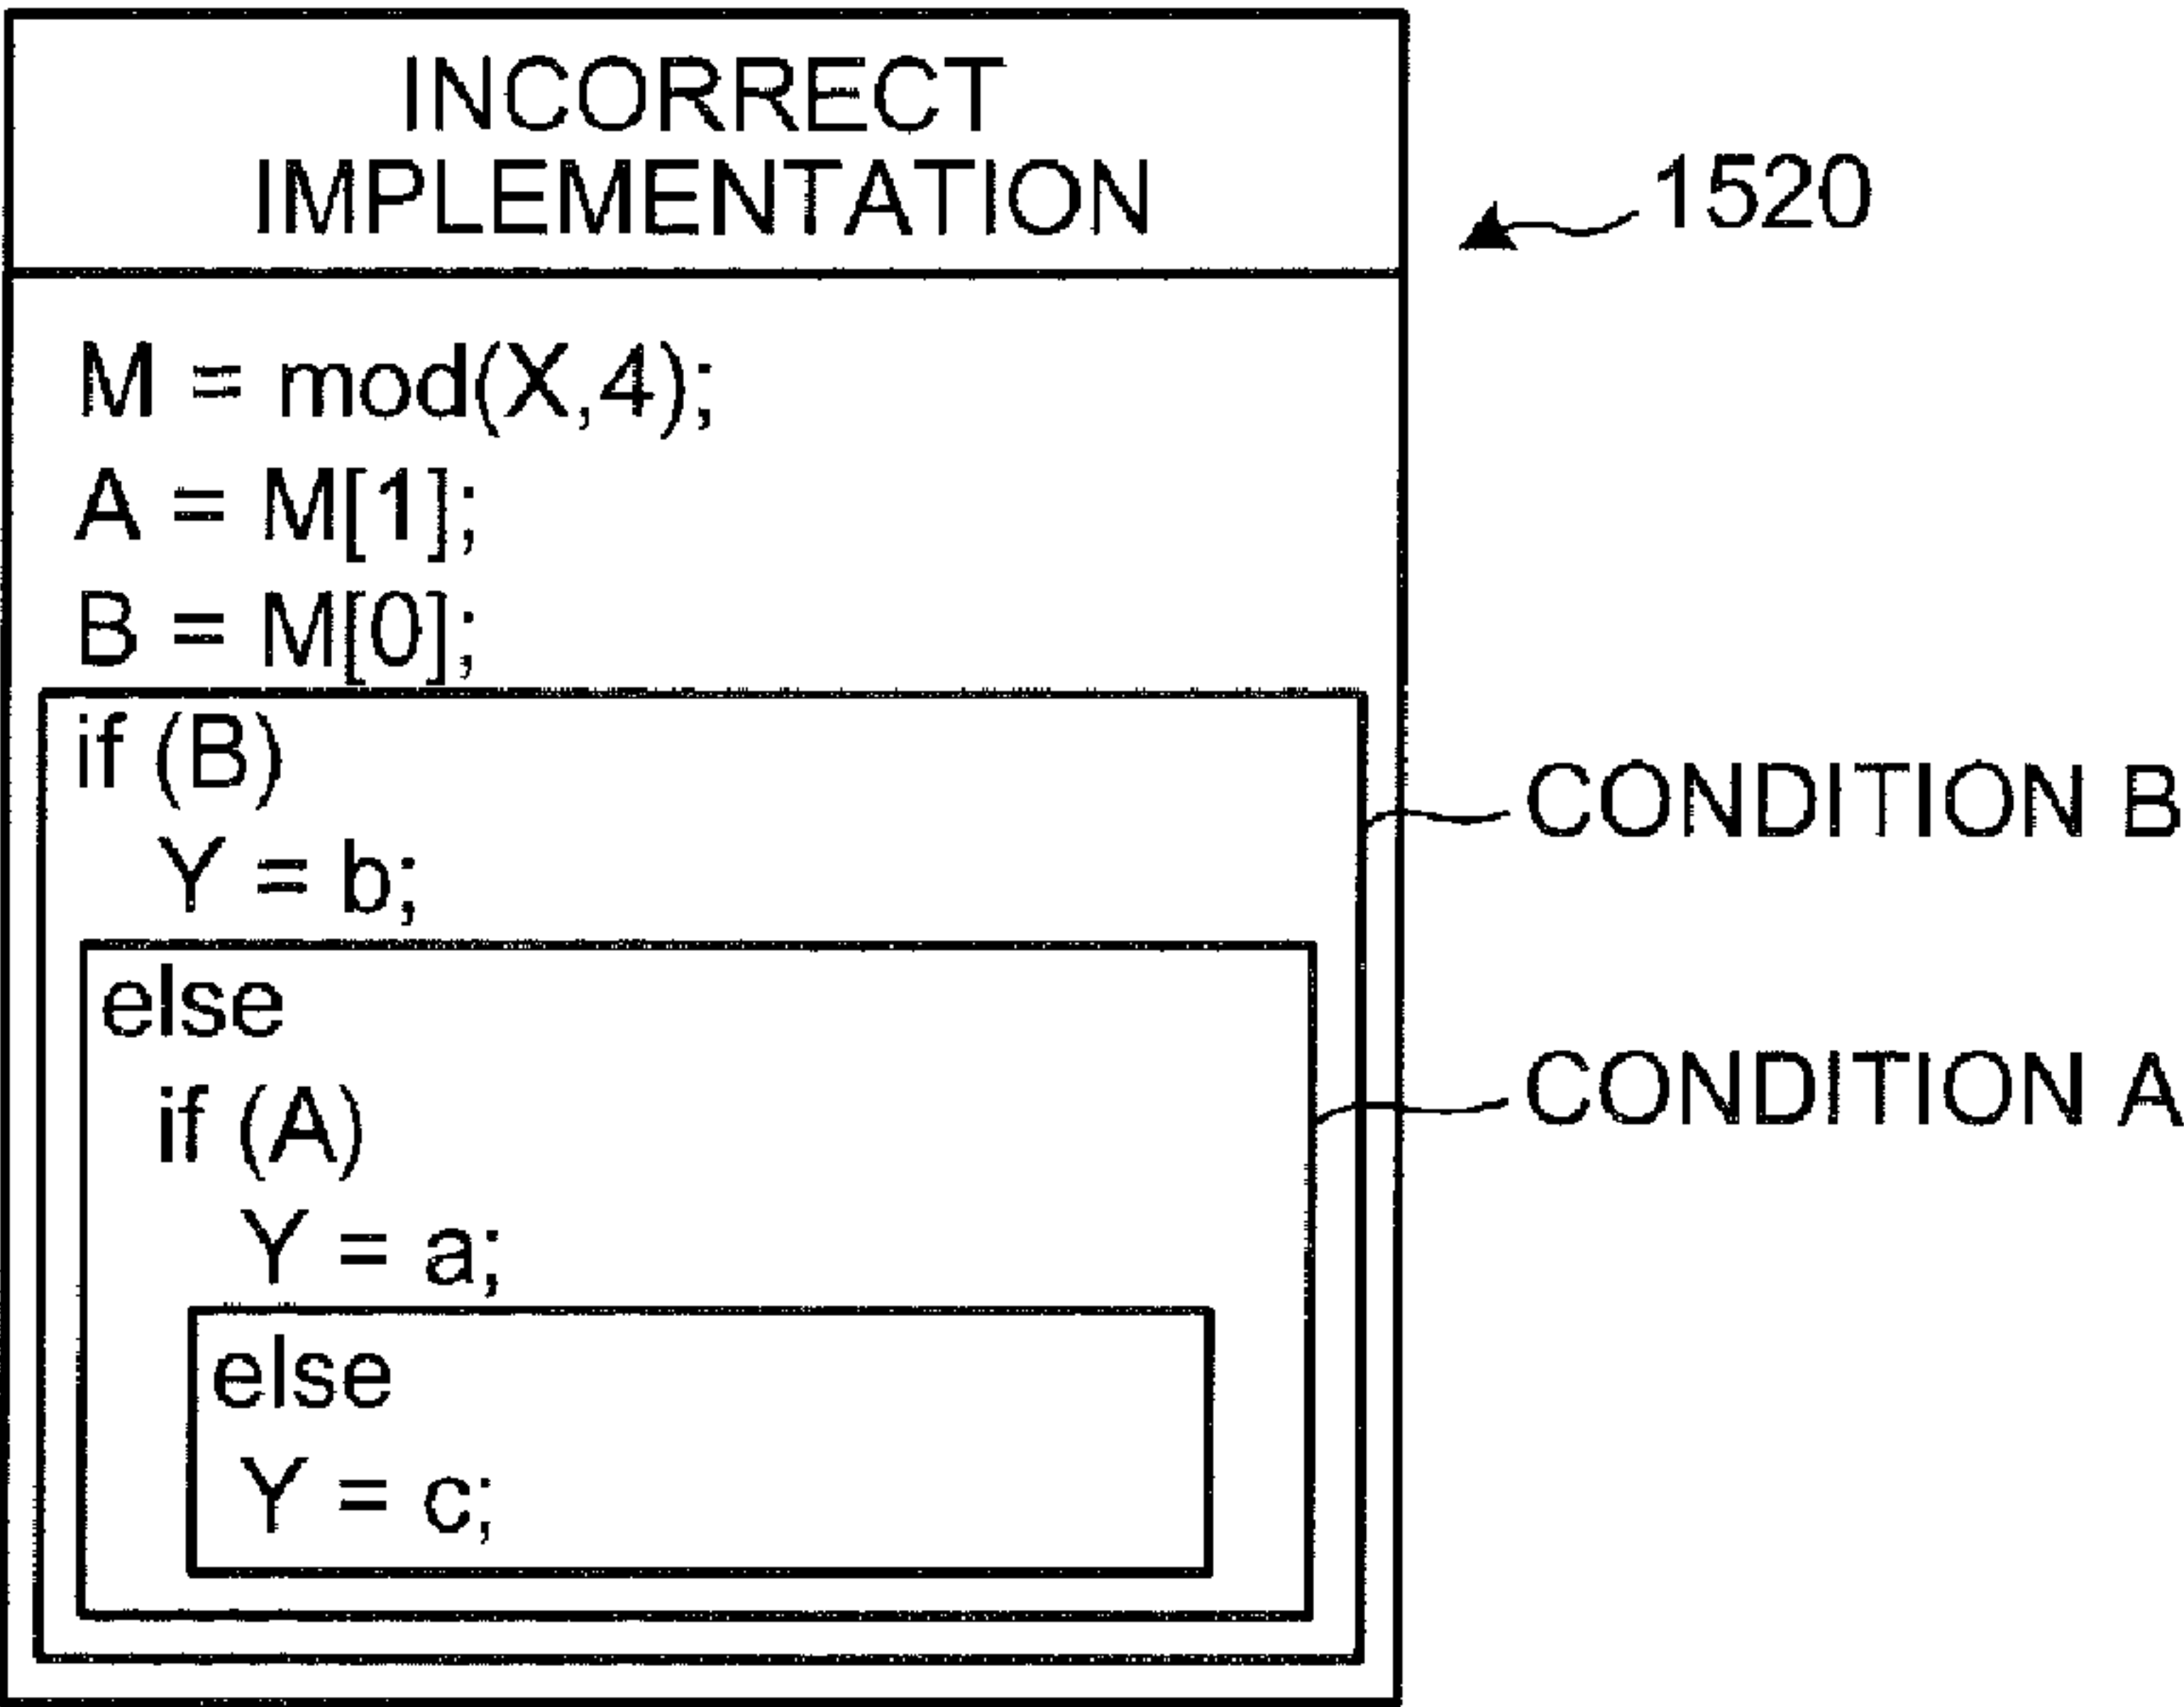 INCORRECT
IMPLEMENTATION
1520
M = mod(X,4);
A = M[1];
B = M[0];
if (B)
Y = b;
CONDITION B
else
if (A)
CONDITION A
Y = a;
else
Y = c;